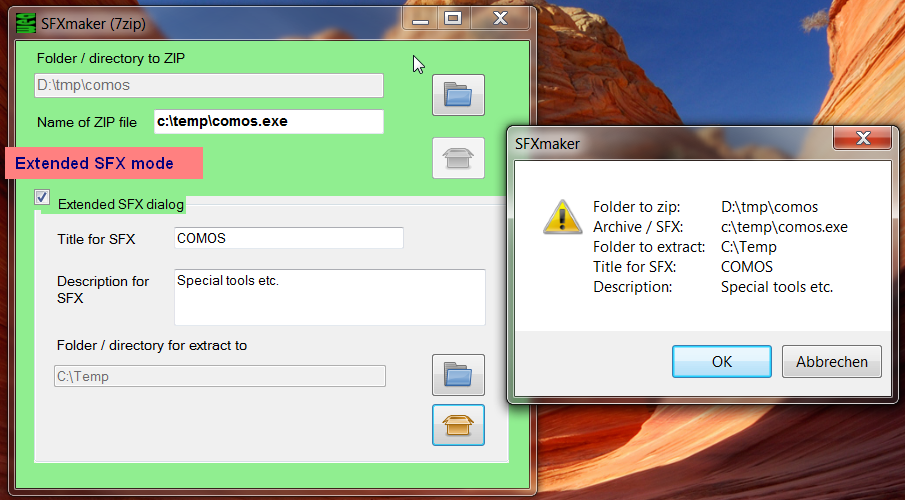 SFXmaker (7zip)
Folder / directory to ZIP
D:\tmp\comos
Name of ZIP file c:\temp\comos.exe
Extended SFX mode
Extended SFX dialog
Title for SFX COMOS
Description for SFX Special tools etc.
Folder / directory for extract to
C:\Temp
SFXmaker
Folder to zip: D:\tmp\comos
Archive / SFX: c:\temp\comos.exe
Folder to extract: C:\Temp
Title for SFX: COMOS
Description: Special tools etc.
OK Abbrechen